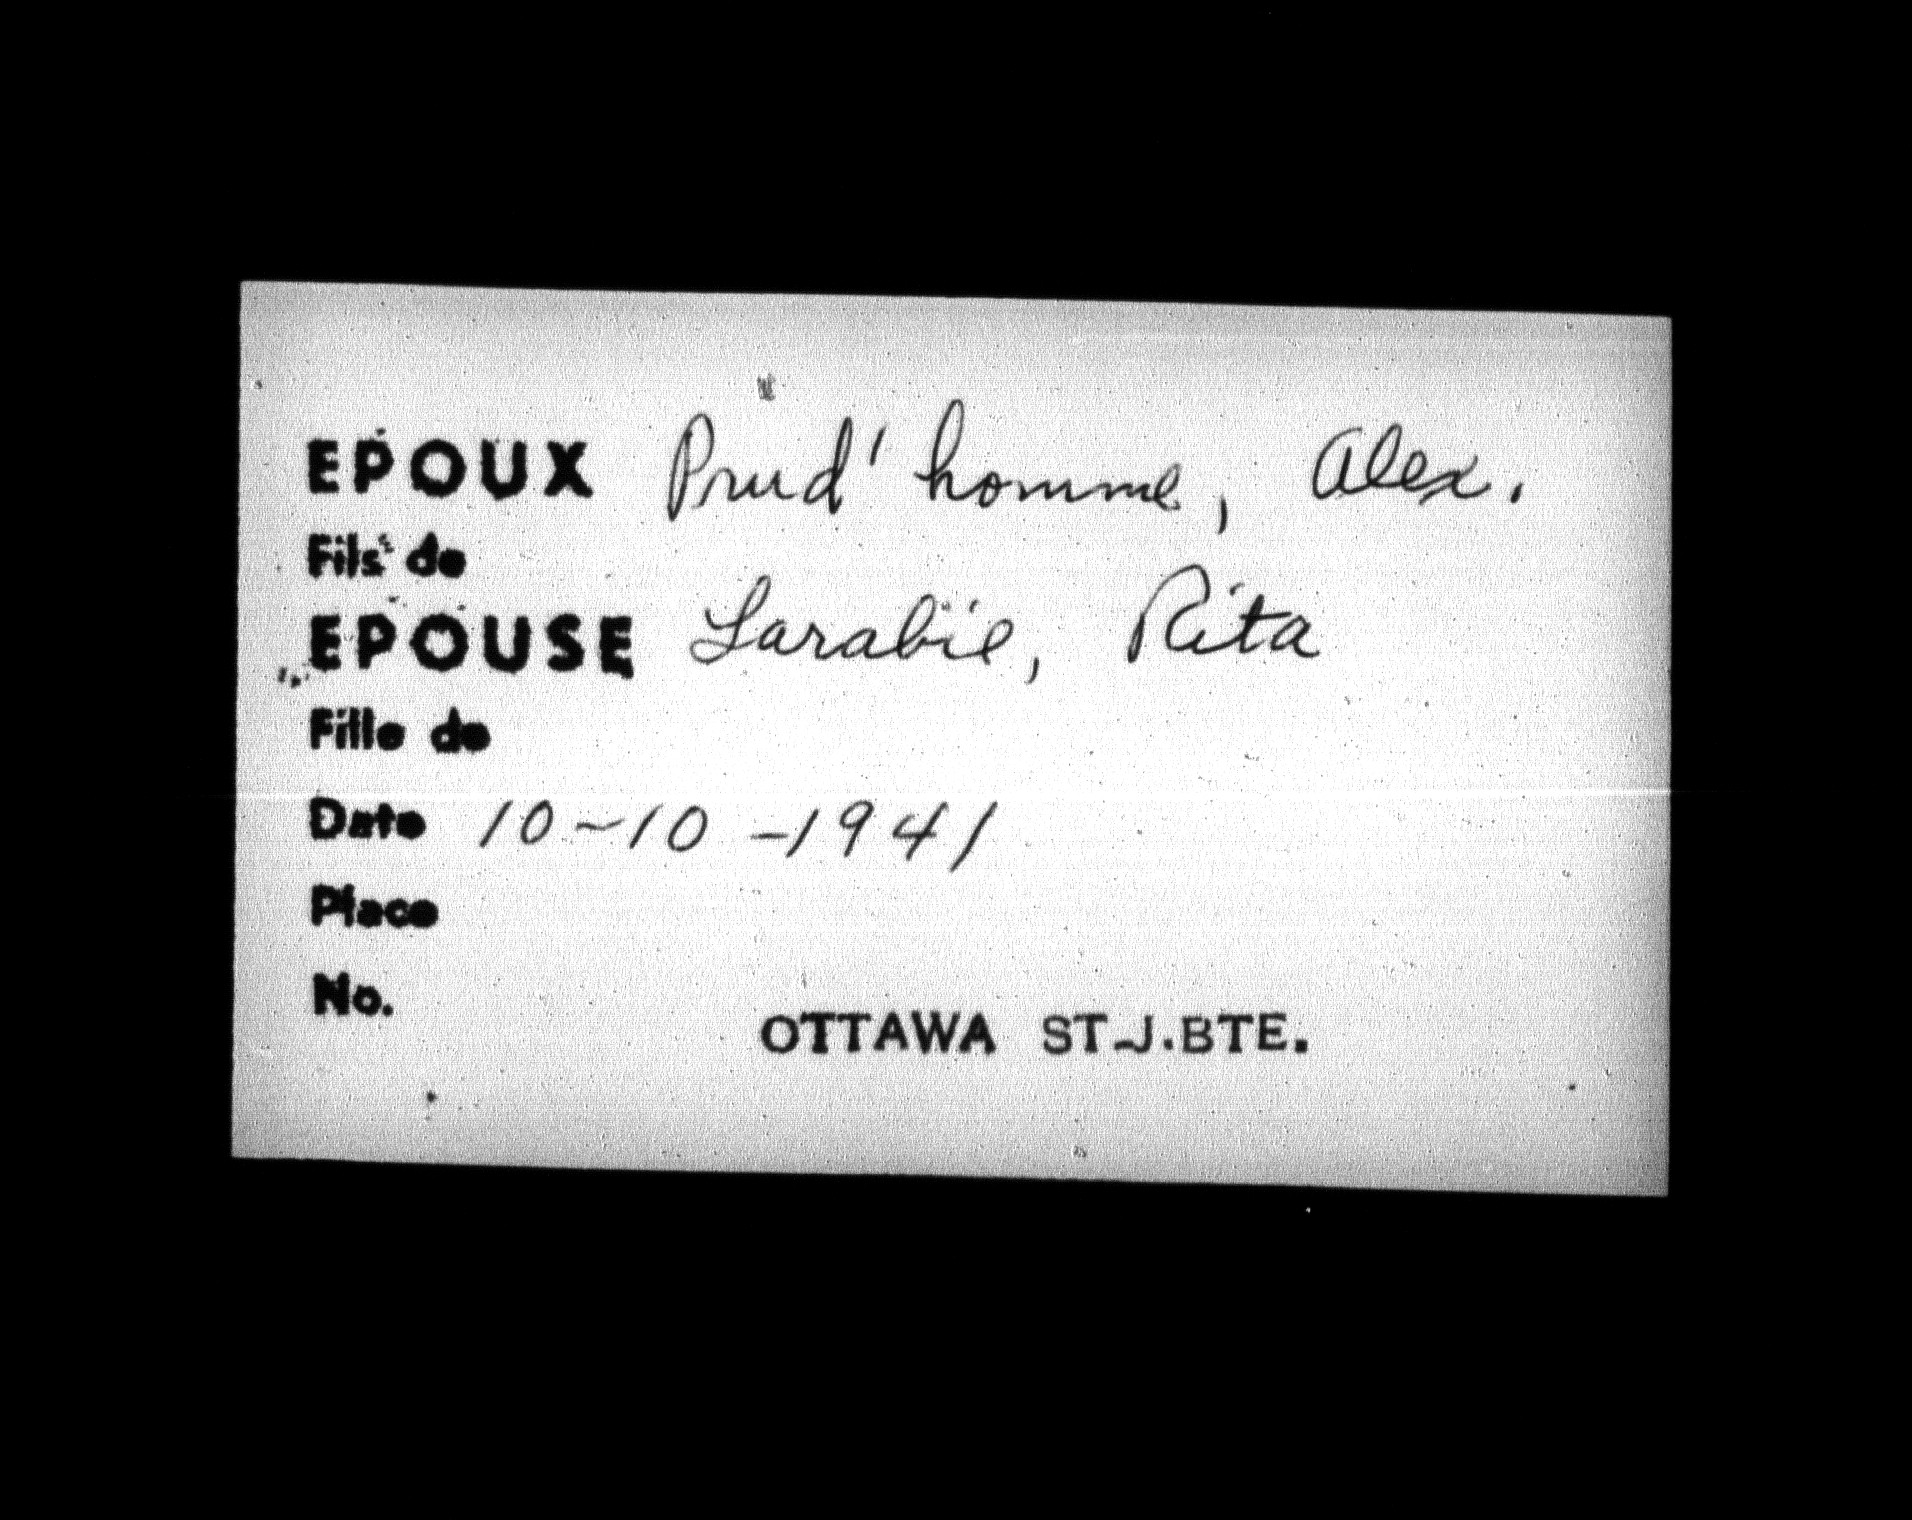 EPOUX Prud'homme, Alex.
Fils de
EPOUSE Larabie, Rita
Fille de
Date 10-10-1941
Place
No.
OTTAWA ST-J.BTE.